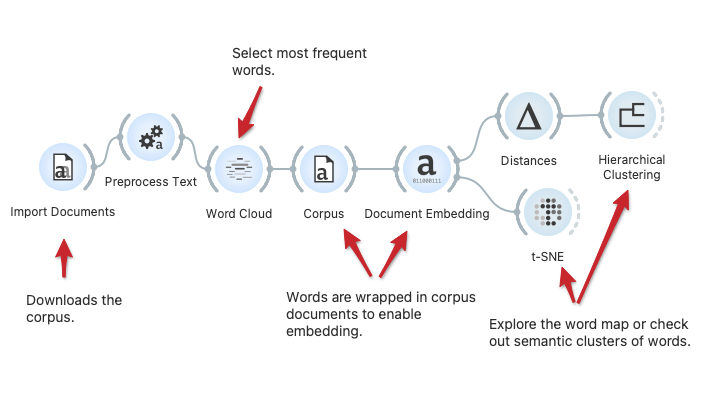 Select most frequent
words.
Distances
Hierarchical
Clustering
Import Documents
Preprocess Text
a
Word Cloud
a
Corpus
a
011000111
Document Embedding
t-SNE
Downloads the
corpus.
Words are wrapped in corpus
documents to enable
embedding.
Explore the word map or check
out semantic clusters of words.